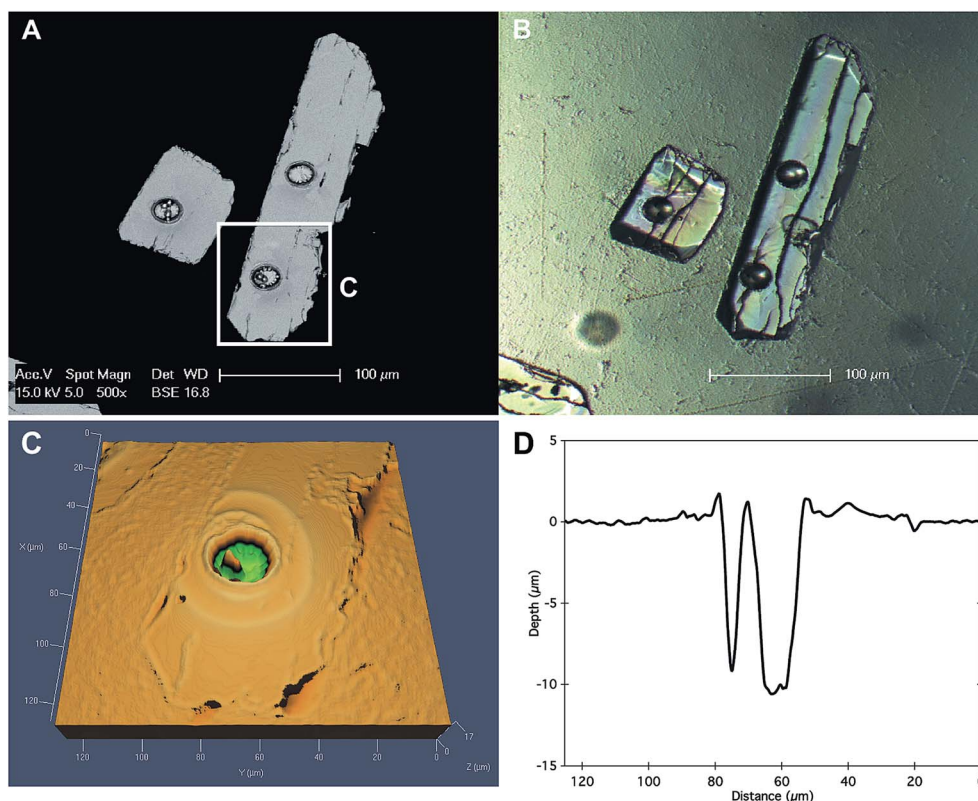 A
C
Acc.V Spot Magn Det WD
15.0 kV 5.0 500x BSE 16.8
100 µm
B
100 µm
C
0
20
40
60
80
100
120
X(µm)
120 100 80 60 40 20 0
Y(µm)
17
0
Z(µm)
D
5
0
-5
-10
-15
Depth (µm)
120 100 80 60 40 20 0
Distance (µm)